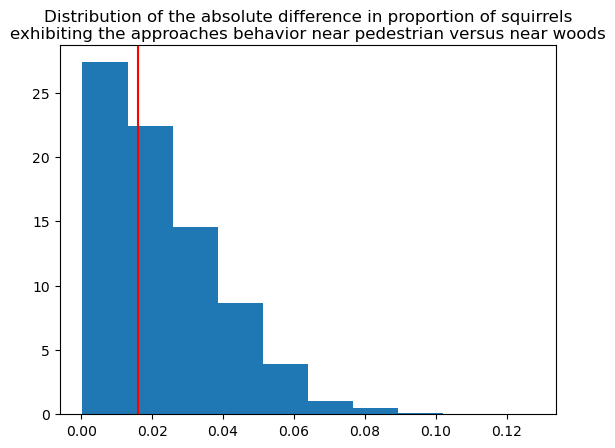 Distribution of the absolute difference in proportion of squirrels
exhibiting the approaches behavior near pedestrian versus near woods
25
20
15
10
5
0
0.00 0.02 0.04 0.06 0.08 0.10 0.12